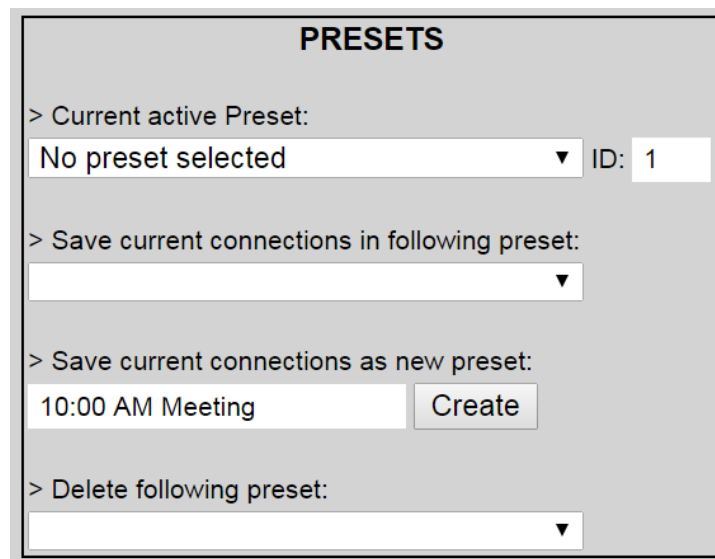 PRESETS
> Current active Preset:
No preset selected ▼ ID: 1
> Save current connections in following preset:
▼
> Save current connections as new preset:
10:00 AM Meeting Create
> Delete following preset:
▼